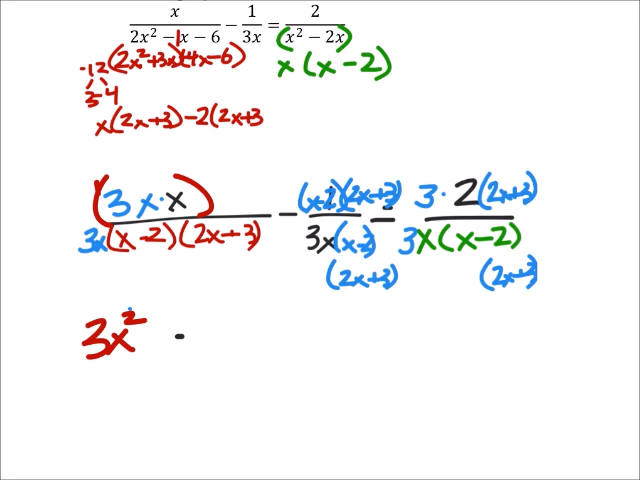 x/(2x² − x − 6) − 1/3x = 2/(x² − 2x)
-12 (2x²+3x)(-4x-6) x(x-2)
3 -4
x(2x+3)-2(2x+3
(3x·x) / 3x(x-2)(2x+3) − (x-2)(2x+3) / 3x(x-2)(2x+3) = 3·2(2x+3) / 3x(x-2)(2x+3)
3x² -